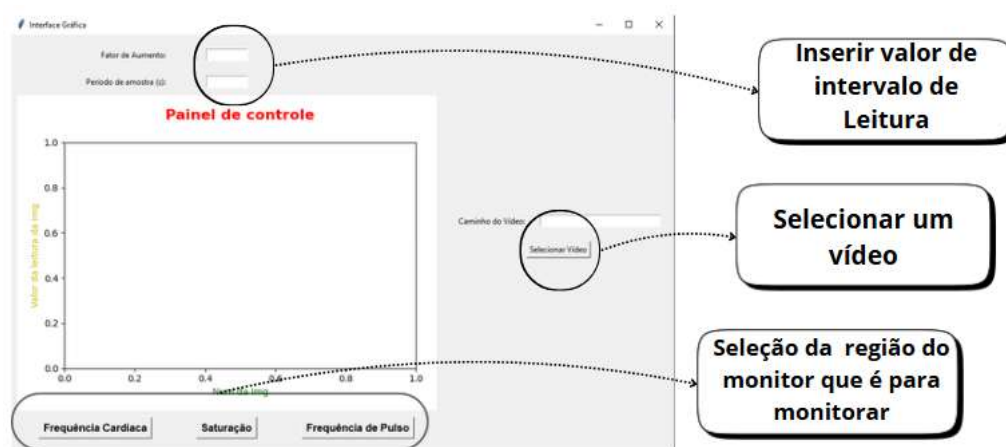 Interface Gráfica
Fator de Aumento:
Período de amostra (s):
Painel de controle
1.0
0.8
0.6
0.4
0.2
0.0
Valor da leitura da img
0.0 0.2 0.4 0.6 0.8 1.0
img
Frequência Cardiaca Saturação Frequência de Pulso
Caminho do Vídeo:
Selecionar Vídeo
Inserir valor de
intervalo de
Leitura
Selecionar um
vídeo
Seleção da região do
monitor que é para
monitorar